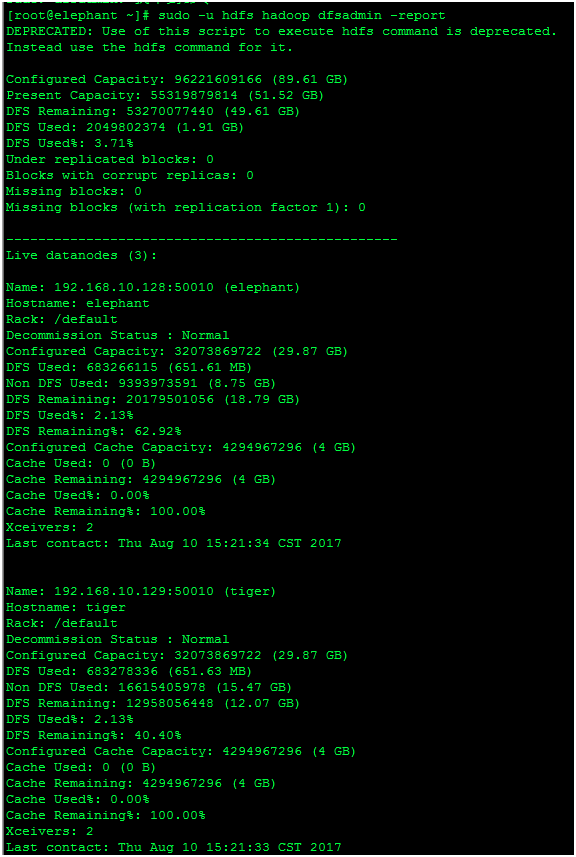 [root@elephant ~]# sudo -u hdfs hadoop dfsadmin -report
DEPRECATED: Use of this script to execute hdfs command is deprecated.
Instead use the hdfs command for it.
Configured Capacity: 96221609166 (89.61 GB)
Present Capacity: 55319879814 (51.52 GB)
DFS Remaining: 53270077440 (49.61 GB)
DFS Used: 2049802374 (1.91 GB)
DFS Used%: 3.71%
Under replicated blocks: 0
Blocks with corrupt replicas: 0
Missing blocks: 0
Missing blocks (with replication factor 1): 0
-------------------------------------------------
Live datanodes (3):
Name: 192.168.10.128:50010 (elephant)
Hostname: elephant
Rack: /default
Decommission Status : Normal
Configured Capacity: 32073869722 (29.87 GB)
DFS Used: 683266115 (651.61 MB)
Non DFS Used: 9393973591 (8.75 GB)
DFS Remaining: 20179501056 (18.79 GB)
DFS Used%: 2.13%
DFS Remaining%: 62.92%
Configured Cache Capacity: 4294967296 (4 GB)
Cache Used: 0 (0 B)
Cache Remaining: 4294967296 (4 GB)
Cache Used%: 0.00%
Cache Remaining%: 100.00%
Xceivers: 2
Last contact: Thu Aug 10 15:21:34 CST 2017
Name: 192.168.10.129:50010 (tiger)
Hostname: tiger
Rack: /default
Decommission Status : Normal
Configured Capacity: 32073869722 (29.87 GB)
DFS Used: 683278336 (651.63 MB)
Non DFS Used: 16615405978 (15.47 GB)
DFS Remaining: 12958056448 (12.07 GB)
DFS Used%: 2.13%
DFS Remaining%: 40.40%
Configured Cache Capacity: 4294967296 (4 GB)
Cache Used: 0 (0 B)
Cache Remaining: 4294967296 (4 GB)
Cache Used%: 0.00%
Cache Remaining%: 100.00%
Xceivers: 2
Last contact: Thu Aug 10 15:21:33 CST 2017